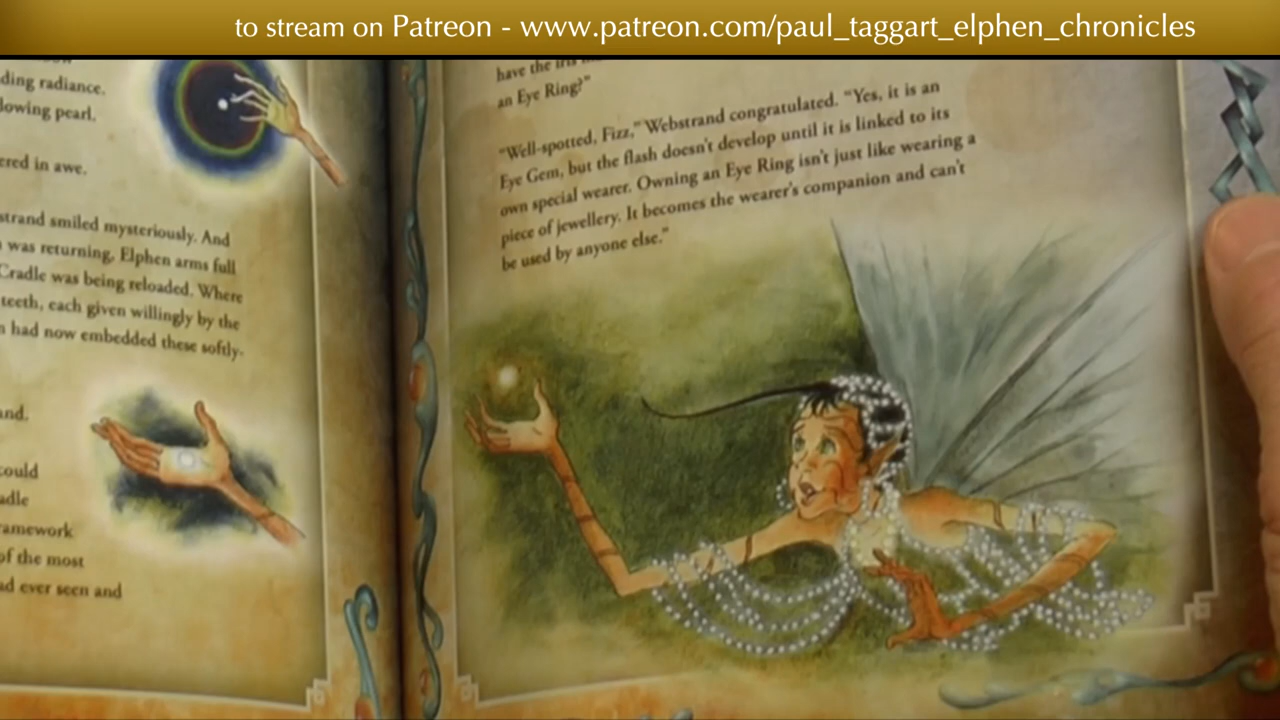 to stream on Patreon - www.patreon.com/paul_taggart_elphen_chronicles
ding radiance.
lowing pearl.
ered in awe.
strand smiled mysteriously. And
was returning, Elphen arms full
Cradle was being reloaded. Where
teeth, each given willingly by the
had now embedded these softly-
and.
could
adle
ramework
of the most
ad ever seen and
have the iris
an Eye Ring?”
“Well-spotted, Fizz,” Webstrand congratulated. “Yes, it is an
Eye Gem, but the flash doesn’t develop until it is linked to its
own special wearer. Owning an Eye Ring isn’t just like wearing a
piece of jewellery. It becomes the wearer’s companion and can’t
be used by anyone else.”